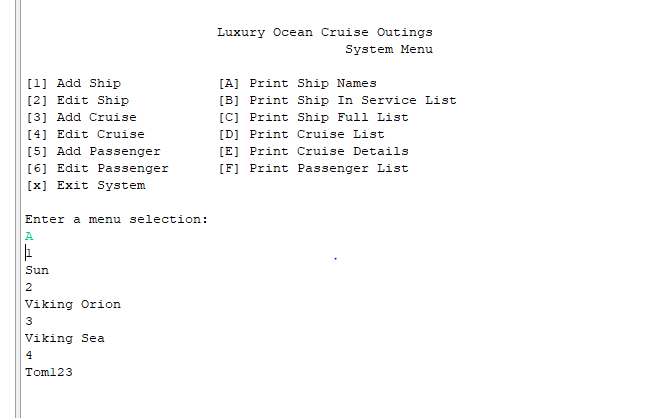 Luxury Ocean Cruise Outings
System Menu
[1] Add Ship [A] Print Ship Names
[2] Edit Ship [B] Print Ship In Service List
[3] Add Cruise [C] Print Ship Full List
[4] Edit Cruise [D] Print Cruise List
[5] Add Passenger [E] Print Cruise Details
[6] Edit Passenger [F] Print Passenger List
[x] Exit System
Enter a menu selection:
A
1
Sun
2
Viking Orion
3
Viking Sea
4
Tom123